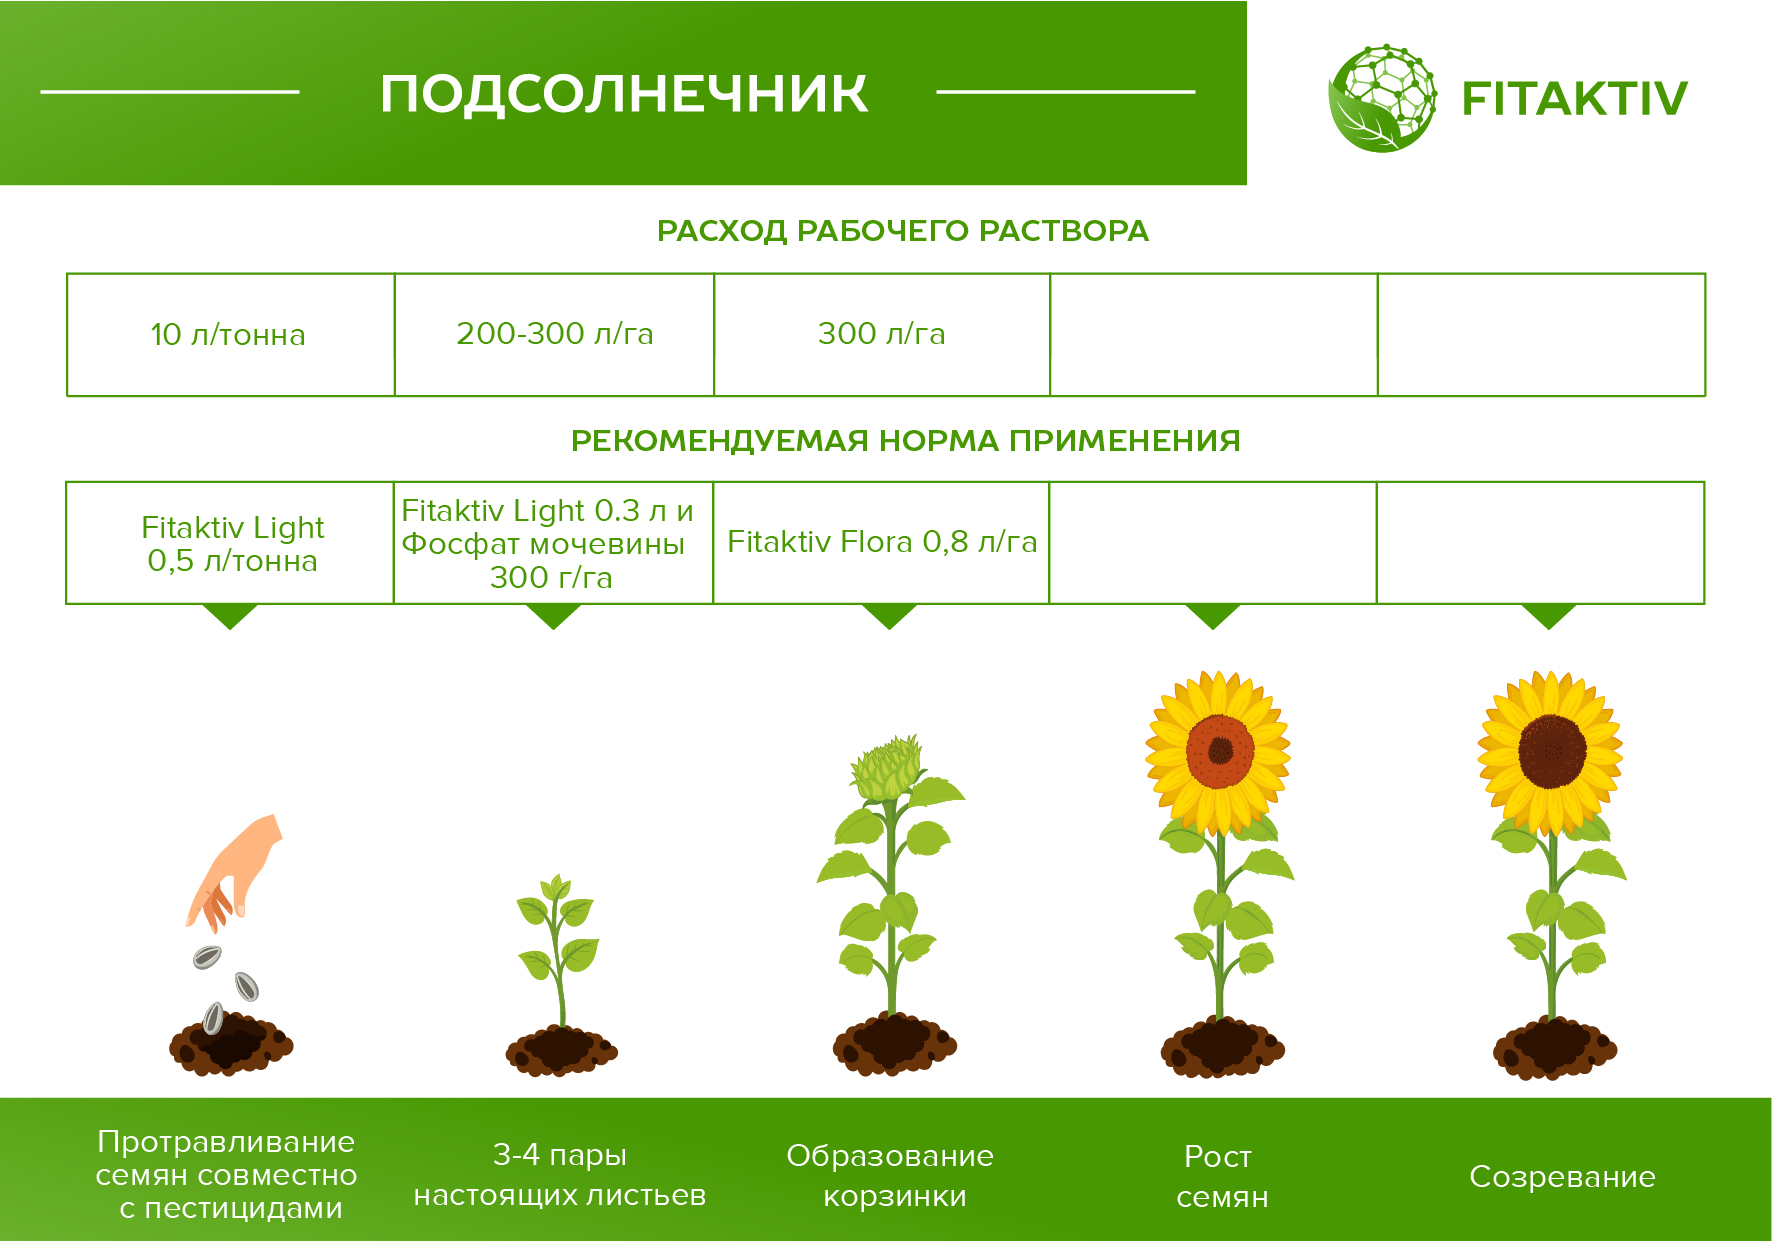 ПОДСОЛНЕЧНИК
FITAKTIV
РАСХОД РАБОЧЕГО РАСТВОРА
10 л/тонна
200-300 л/га
300 л/га
РЕКОМЕНДУЕМАЯ НОРМА ПРИМЕНЕНИЯ
Fitaktiv Light
0,5 л/тонна
Fitaktiv Light 0.3 л и
Фосфат мочевины
300 г/га
Fitaktiv Flora 0,8 л/га
Протравливание
семян совместно
с пестицидами
3-4 пары
настоящих листьев
Образование
корзинки
Рост
семян
Созревание